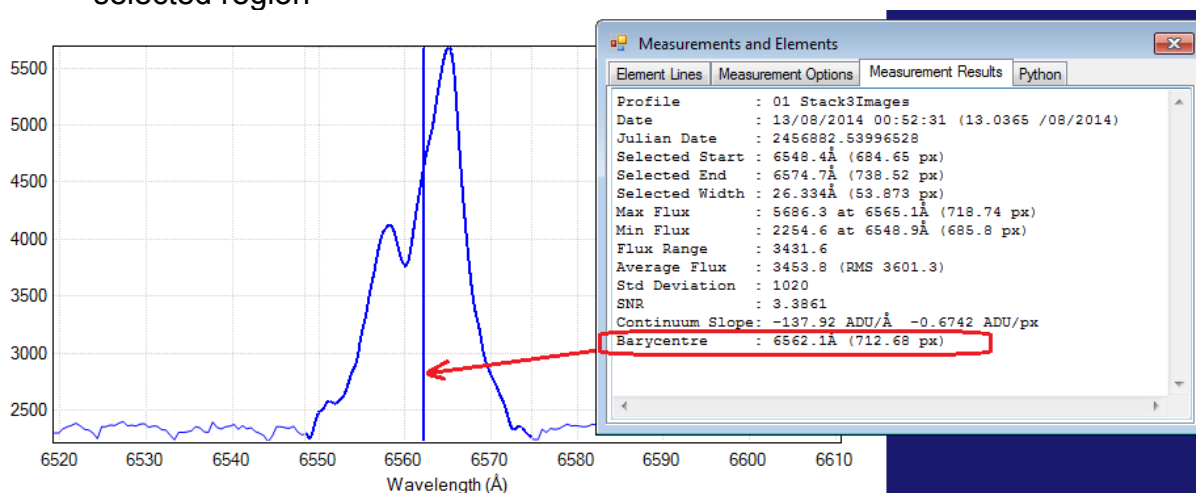 selected region
5500
5000
4500
4000
3500
3000
2500
6520 6530 6540 6550 6560 6570 6580 6590 6600 6610
Wavelength (Å)
Measurements and Elements
Element Lines Measurement Options Measurement Results Python
Profile : 01 Stack3Images
Date : 13/08/2014 00:52:31 (13.0365 /08/2014)
Julian Date : 2456882.53996528
Selected Start : 6548.4Å (684.65 px)
Selected End : 6574.7Å (738.52 px)
Selected Width : 26.334Å (53.873 px)
Max Flux : 5686.3 at 6565.1Å (718.74 px)
Min Flux : 2254.6 at 6548.9Å (685.8 px)
Flux Range : 3431.6
Average Flux : 3453.8 (RMS 3601.3)
Std Deviation : 1020
SNR : 3.3861
Continuum Slope: -137.92 ADU/Å -0.6742 ADU/px
Barycentre : 6562.1Å (712.68 px)